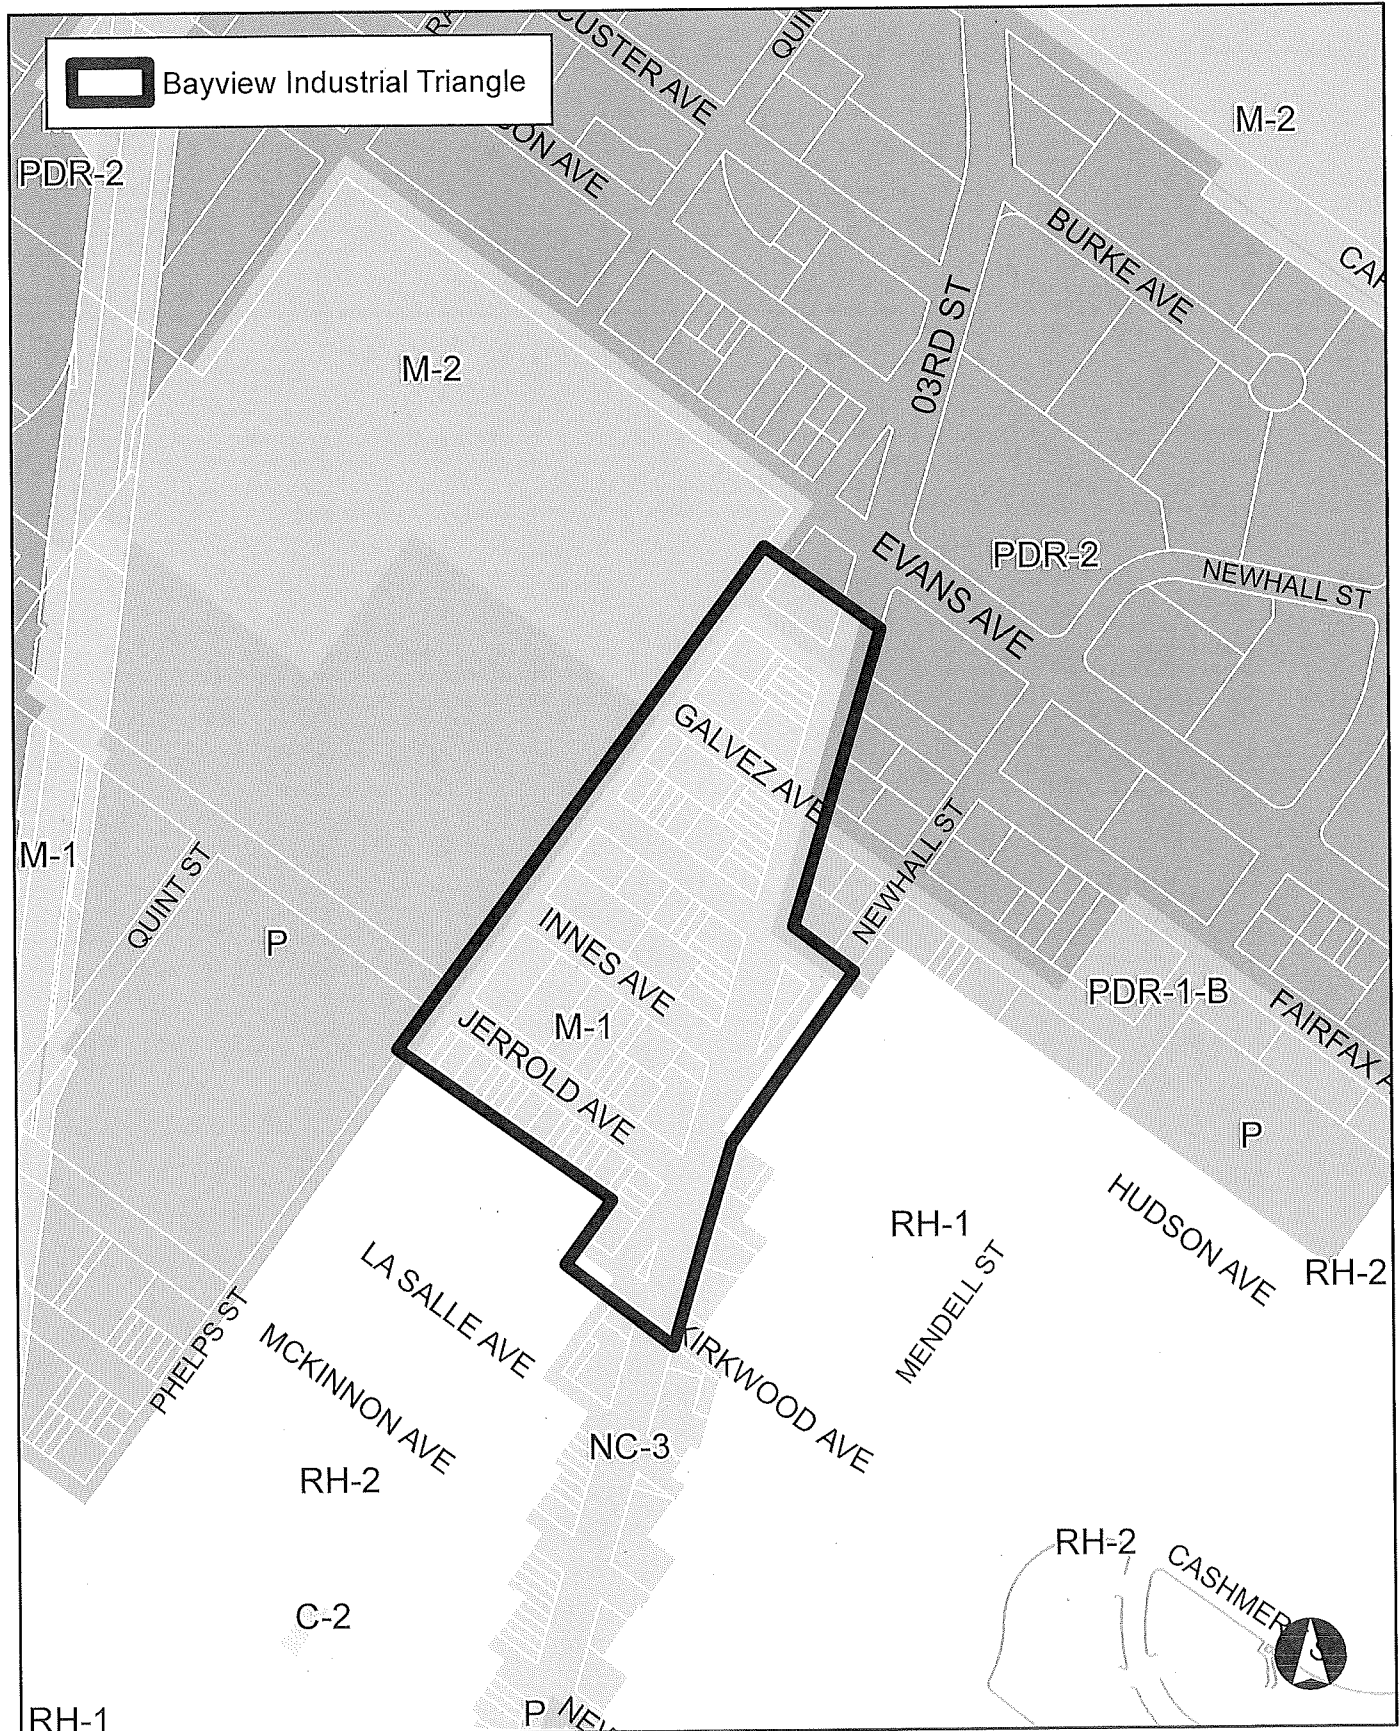 Bayview Industrial Triangle
CUSTER AVE
M-2
PDR-2
BURKE AVE
03RD ST
M-2
EVANS AVE
PDR-2
NEWHALL ST
GALVEZ AVE
NEWHALL ST
M-1
QUINT ST
P
INNES AVE
M-1
JERROLD AVE
PDR-1-B
FAIRFAX A
P
HUDSON AVE
RH-1
RH-2
MENDELL ST
LA SALLE AVE
PHELPS ST
MCKINNON AVE
KIRKWOOD AVE
NC-3
RH-2
RH-2
CASHMER
C-2
RH-1
P